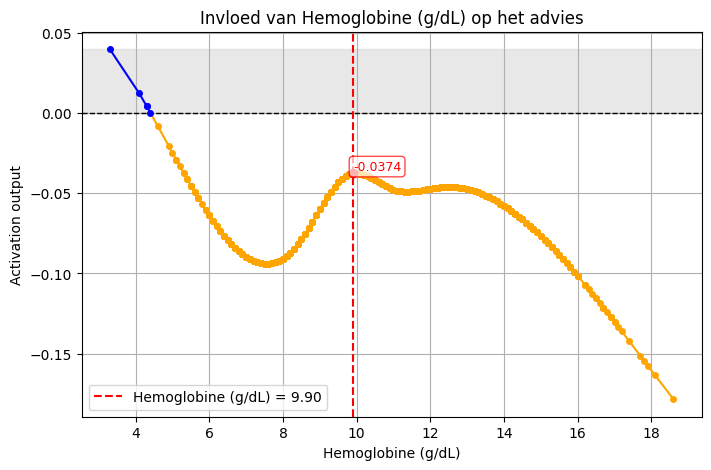 Invloed van Hemoglobine (g/dL) op het advies
Activation output
0.05
0.00
−0.05
−0.10
−0.15
-0.0374
Hemoglobine (g/dL) = 9.90
4 6 8 10 12 14 16 18
Hemoglobine (g/dL)